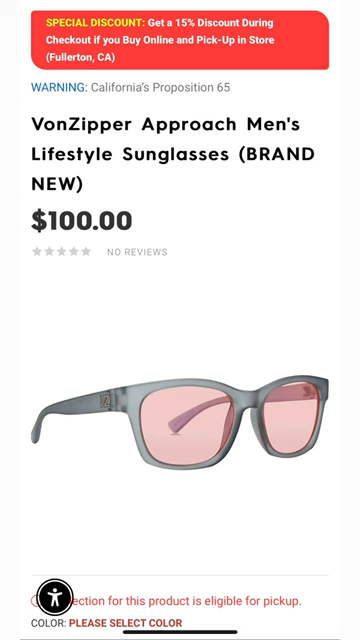 SPECIAL DISCOUNT: Get a 15% Discount During
Checkout if you Buy Online and Pick-Up in Store
(Fullerton, CA)
WARNING: California's Proposition 65
VonZipper Approach Men's
Lifestyle Sunglasses (BRAND
NEW)
$100.00
NO REVIEWS
ection for this product is eligible for pickup.
COLOR: PLEASE SELECT COLOR